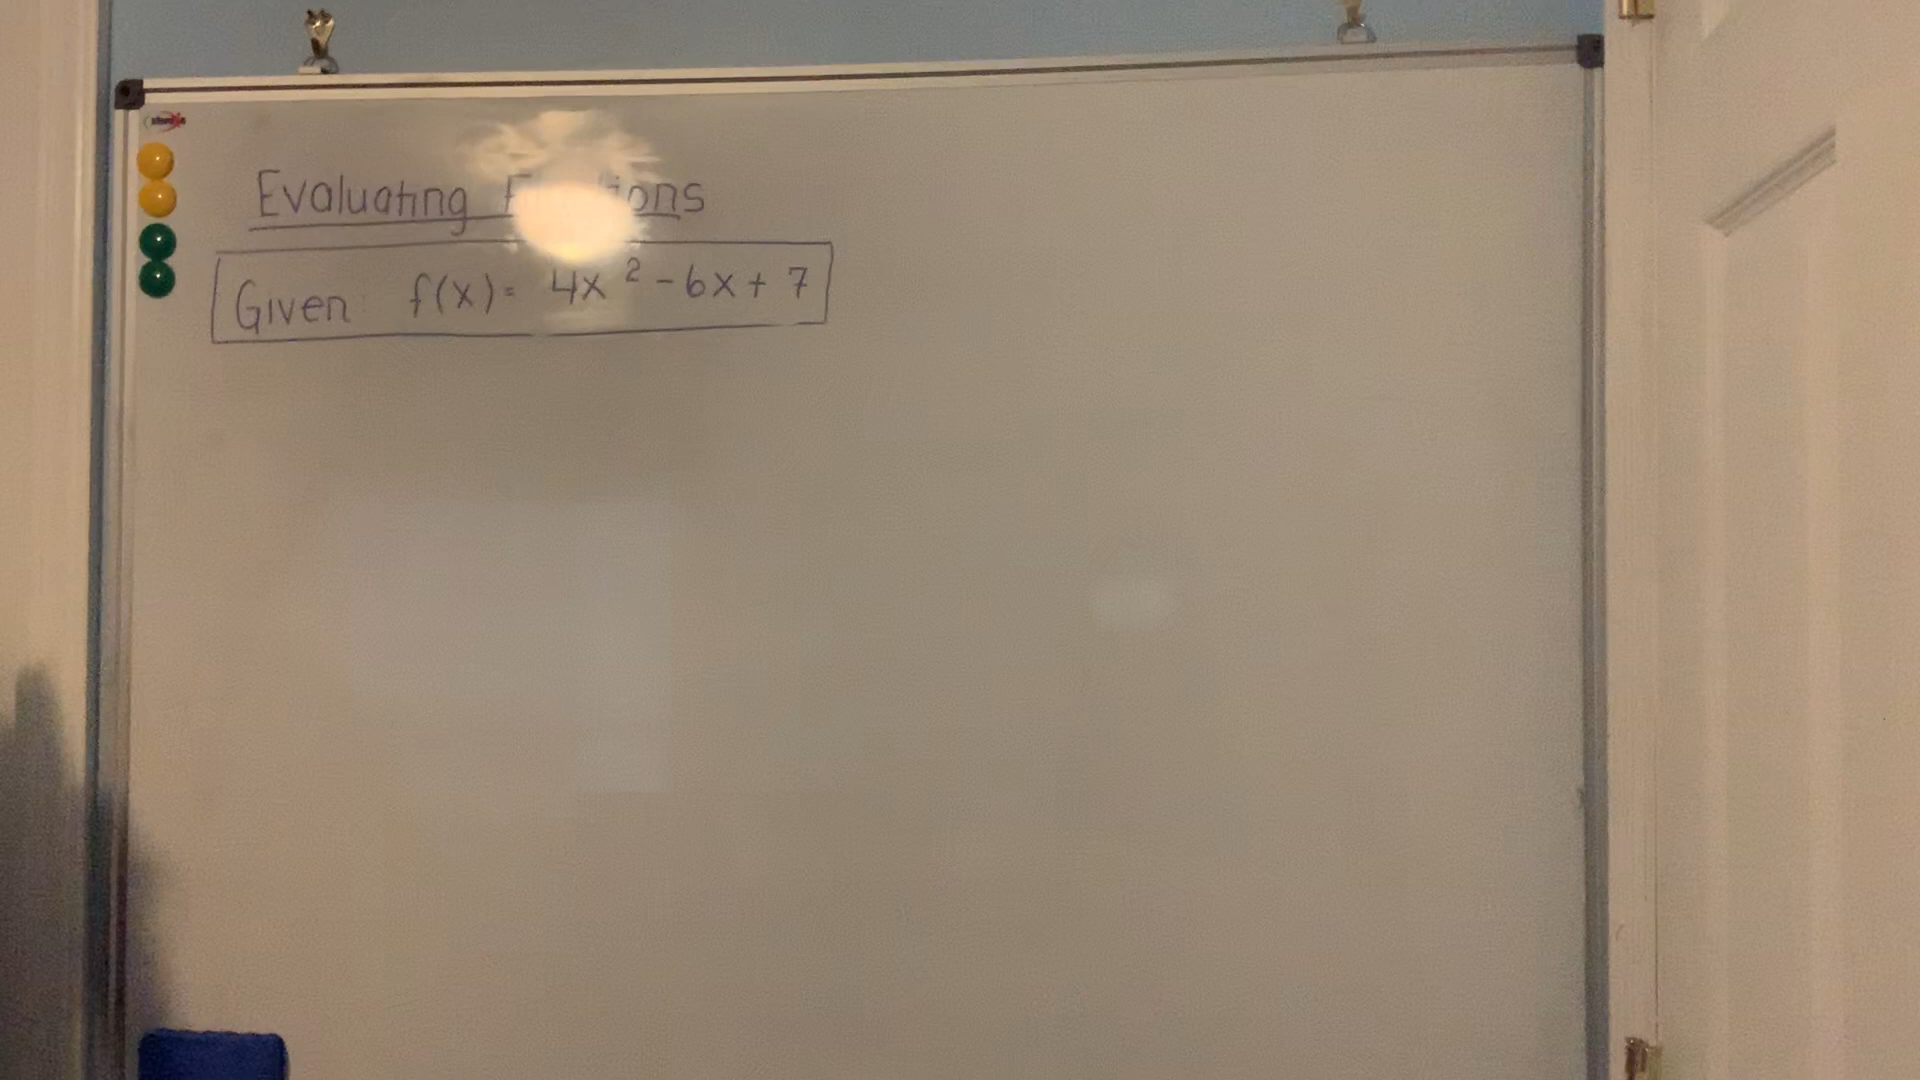 Evaluating
Given f(x) = 4x² - 6x + 7